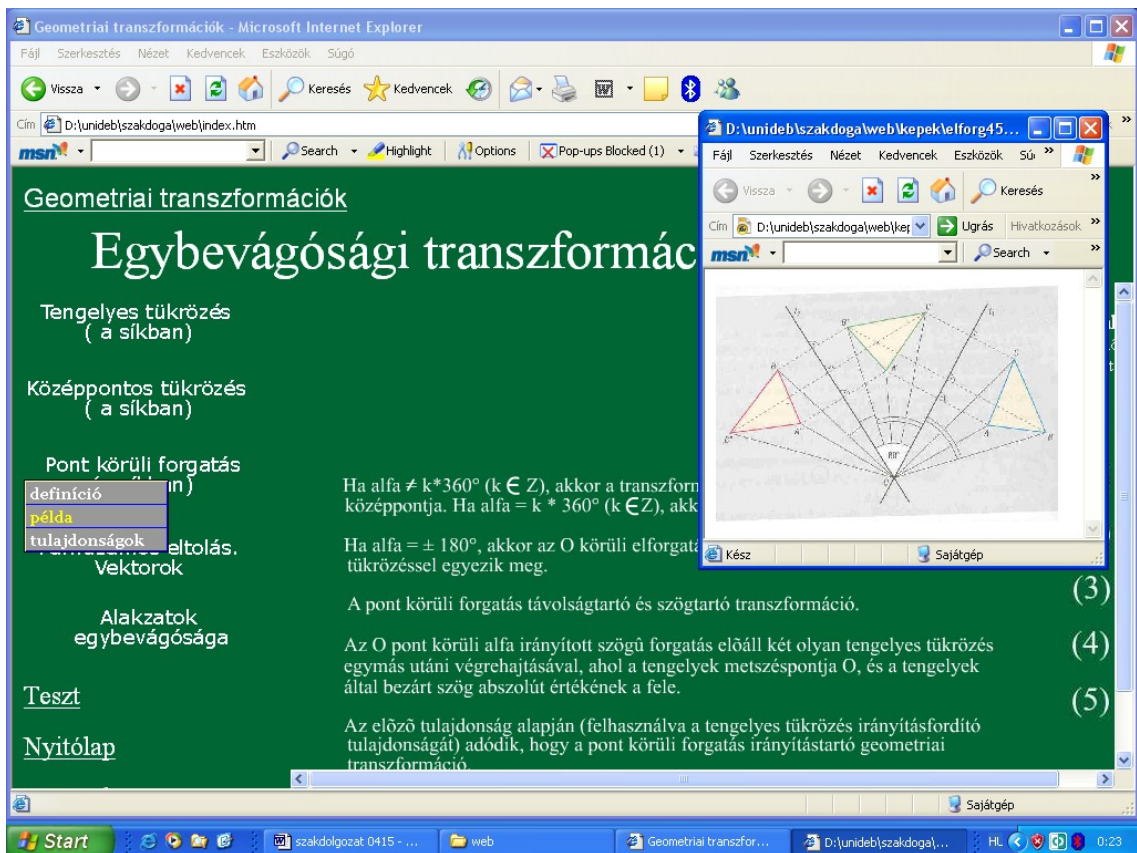 Geometriai transzformációk - Microsoft Internet Explorer
Fájl Szerkesztés Nézet Kedvencek Eszközök Súgó
Vissza Keresés Kedvencek
Cím D:\unideb\szakdoga\web\index.htm
msn Search Highlight Options Pop-ups Blocked (1)
Geometriai transzformációk
Egybevágósági transzformác
Tengelyes tükrözés
( a síkban)
Középpontos tükrözés
( a síkban)
Pont körüli forgatás
n)
definíció
példa
tulajdonságok
eltolás.
Vektorok
Alakzatok
egybevágósága
Teszt
Nyitólap
Ha alfa ≠ k*360° (k ∈ Z), akkor a transzform
középpontja. Ha alfa = k * 360° (k ∈Z), akk
Ha alfa = ± 180°, akkor az O körüli elforgatá
tükrözéssel egyezik meg.
A pont körüli forgatás távolságtartó és szögtartó transzformáció.
(3)
Az O pont körüli alfa irányított szögû forgatás elõáll két olyan tengelyes tükrözés
egymás utáni végrehajtásával, ahol a tengelyek metszéspontja O, és a tengelyek
által bezárt szög abszolút értékének a fele.
(4)
Az elõzõ tulajdonság alapján (felhasználva a tengelyes tükrözés irányításfordító
tulajdonságát) adódik, hogy a pont körüli forgatás irányítástartó geometriai
transzformáció.
(5)
D:\unideb\szakdoga\web\kepek\elforg45...
Fájl Szerkesztés Nézet Kedvencek Eszközök Sú »
Vissza Keresés »
Cím D:\unideb\szakdoga\web\kep Ugrás Hivatkozások »
msn Search »
Kész Sajátgép
Sajátgép
Start szakdolgozat 0415 - ... web Geometriai transzfor... D:\unideb\szakdoga\... HL 0:23